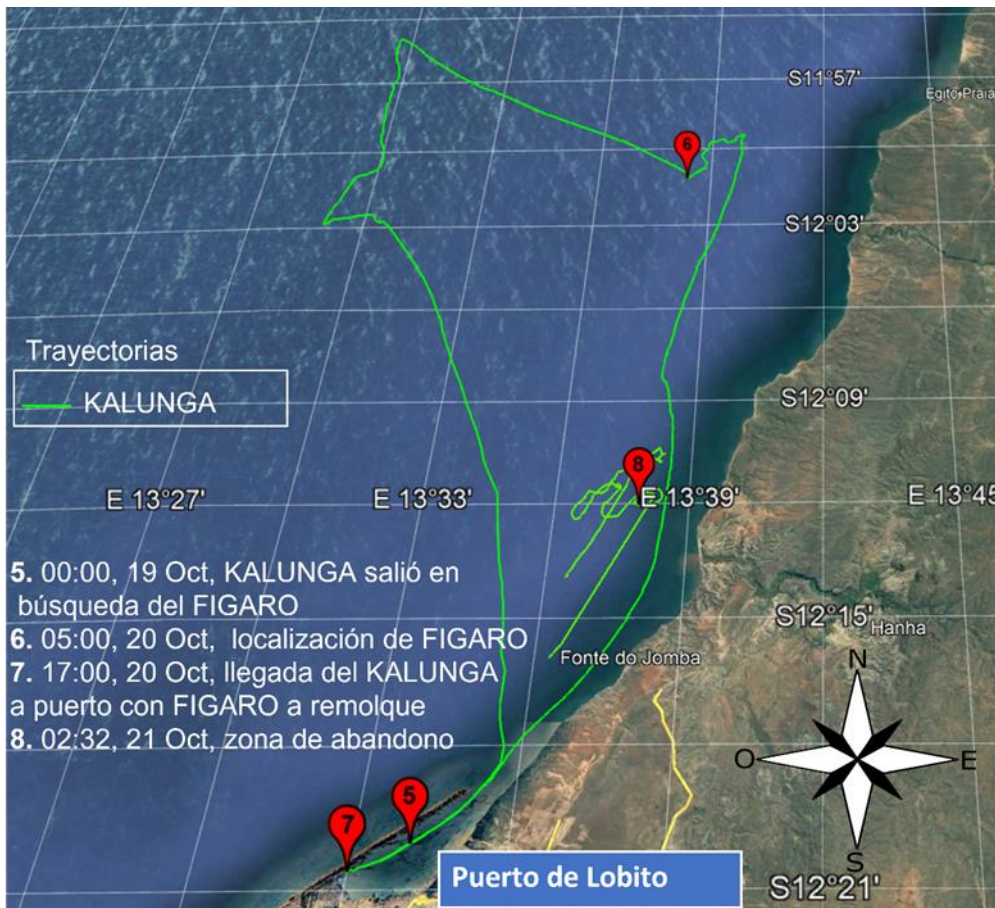 S11°57'
Egito Praia
6
S12°03'
Trayectorias
KALUNGA
S12°09'
8
E 13°27'
E 13°33'
E 13°39'
E 13°45'
5. 00:00, 19 Oct, KALUNGA salió en
búsqueda del FIGARO
6. 05:00, 20 Oct, localización de FIGARO
7. 17:00, 20 Oct, llegada del KALUNGA
a puerto con FIGARO a remolque
8. 02:32, 21 Oct, zona de abandono
S12°15'
Hanha
Fonte do Jomba
N
O
E
S
5
7
Puerto de Lobito
S12°21'